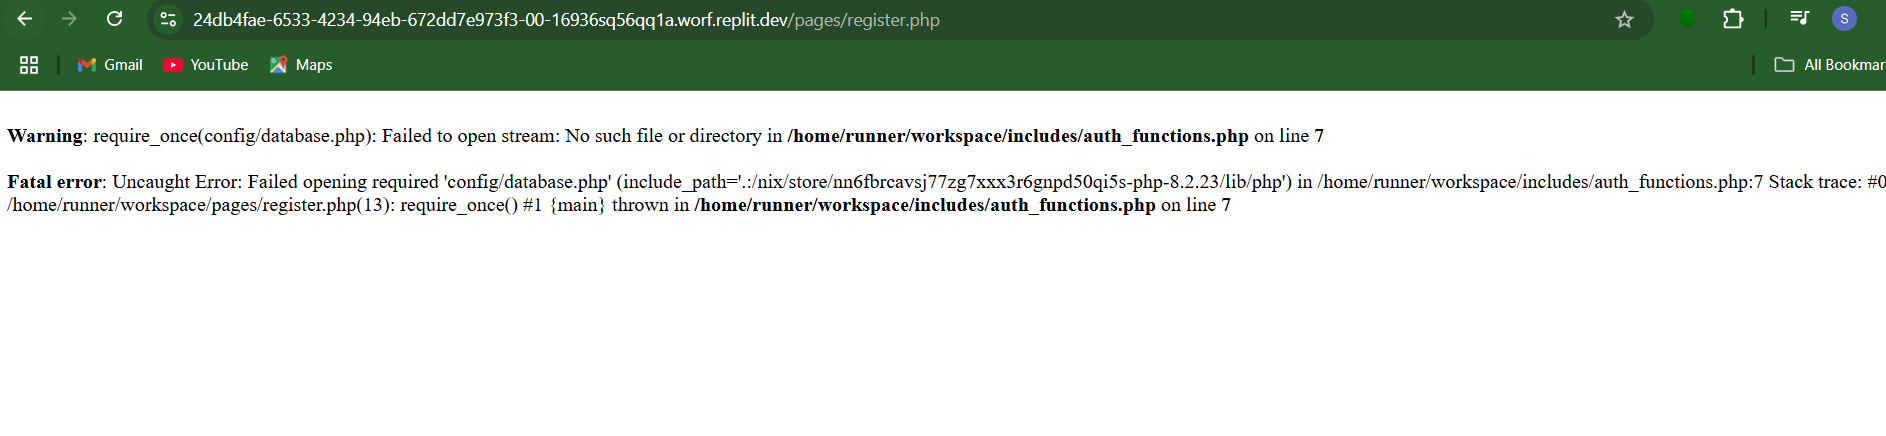 24db4fae-6533-4234-94eb-672dd7e973f3-00-16936sq56qq1a.worf.replit.dev/pages/register.php
S
Gmail
YouTube
Maps
All Bookmar
Warning: require_once(config/database.php): Failed to open stream: No such file or directory in /home/runner/workspace/includes/auth_functions.php on line 7
Fatal error: Uncaught Error: Failed opening required 'config/database.php' (include_path='.:/nix/store/nn6fbrcavsj77zg7xxx3r6gnpd50qi5s-php-8.2.23/lib/php') in /home/runner/workspace/includes/auth_functions.php:7 Stack trace: #0
/home/runner/workspace/pages/register.php(13): require_once() #1 {main} thrown in /home/runner/workspace/includes/auth_functions.php on line 7